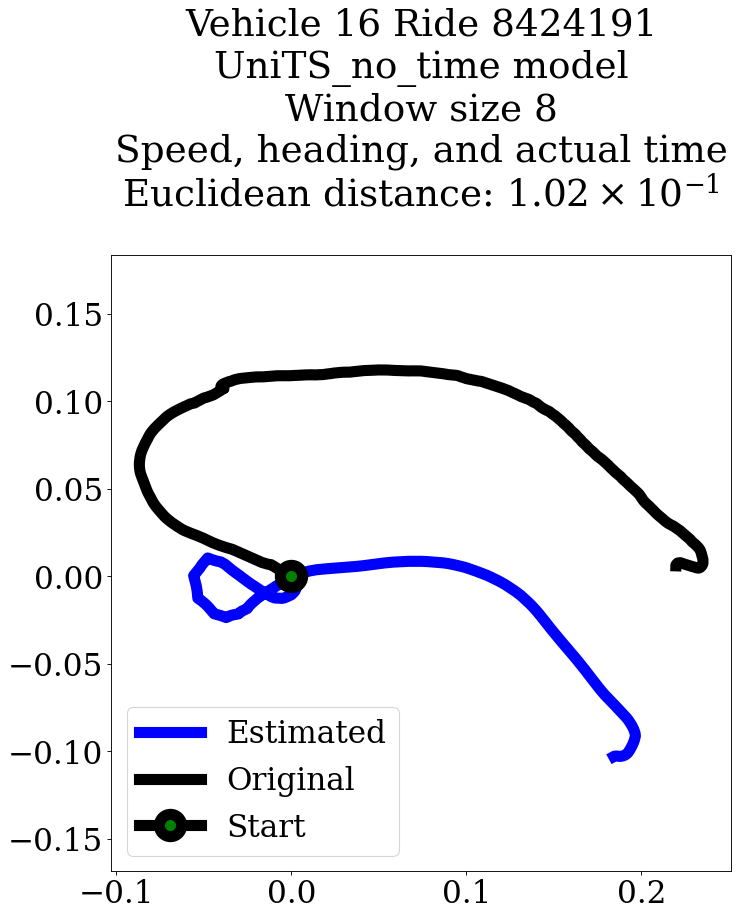 Vehicle 16 Ride 8424191
UniTS_no_time model
Window size 8
Speed, heading, and actual time
Euclidean distance: 1.02 × 10⁻¹
0.15
0.10
0.05
0.00
−0.05
−0.10
−0.15
Estimated
Original
Start
−0.1
0.0
0.1
0.2